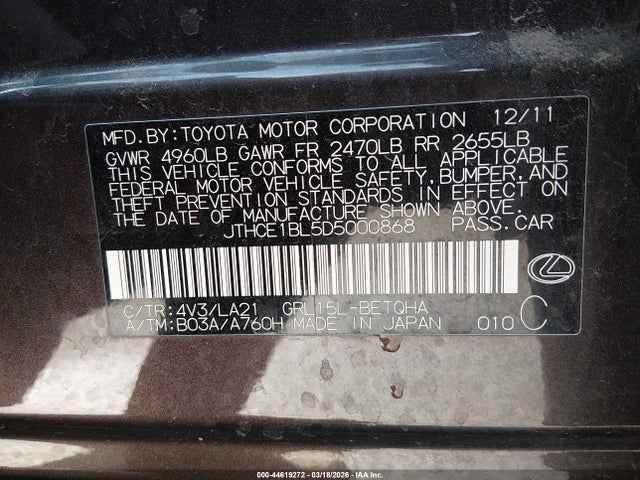 MFD.BY:TOYOTA MOTOR CORPORATION 12/11
GVWR 4960LB GAWR FR 2470LB RR 2655LB
THIS VEHICLE CONFORMS TO ALL APPLICABLE
FEDERAL MOTOR VEHICLE SAFETY,BUMPER,AND
THEFT PREVENTION STANDARDS IN EFFECT ON
THE DATE OF MANUFACTURE SHOWN ABOVE.
JTHCE1BL5D5000868 PASS.CAR
C/TR:4V3/LA21 GRL15L-BETQHA
A/TM:B03A/A760H MADE IN JAPAN 010 C
000-44619272 — 03/18/2026 — IAA Inc.